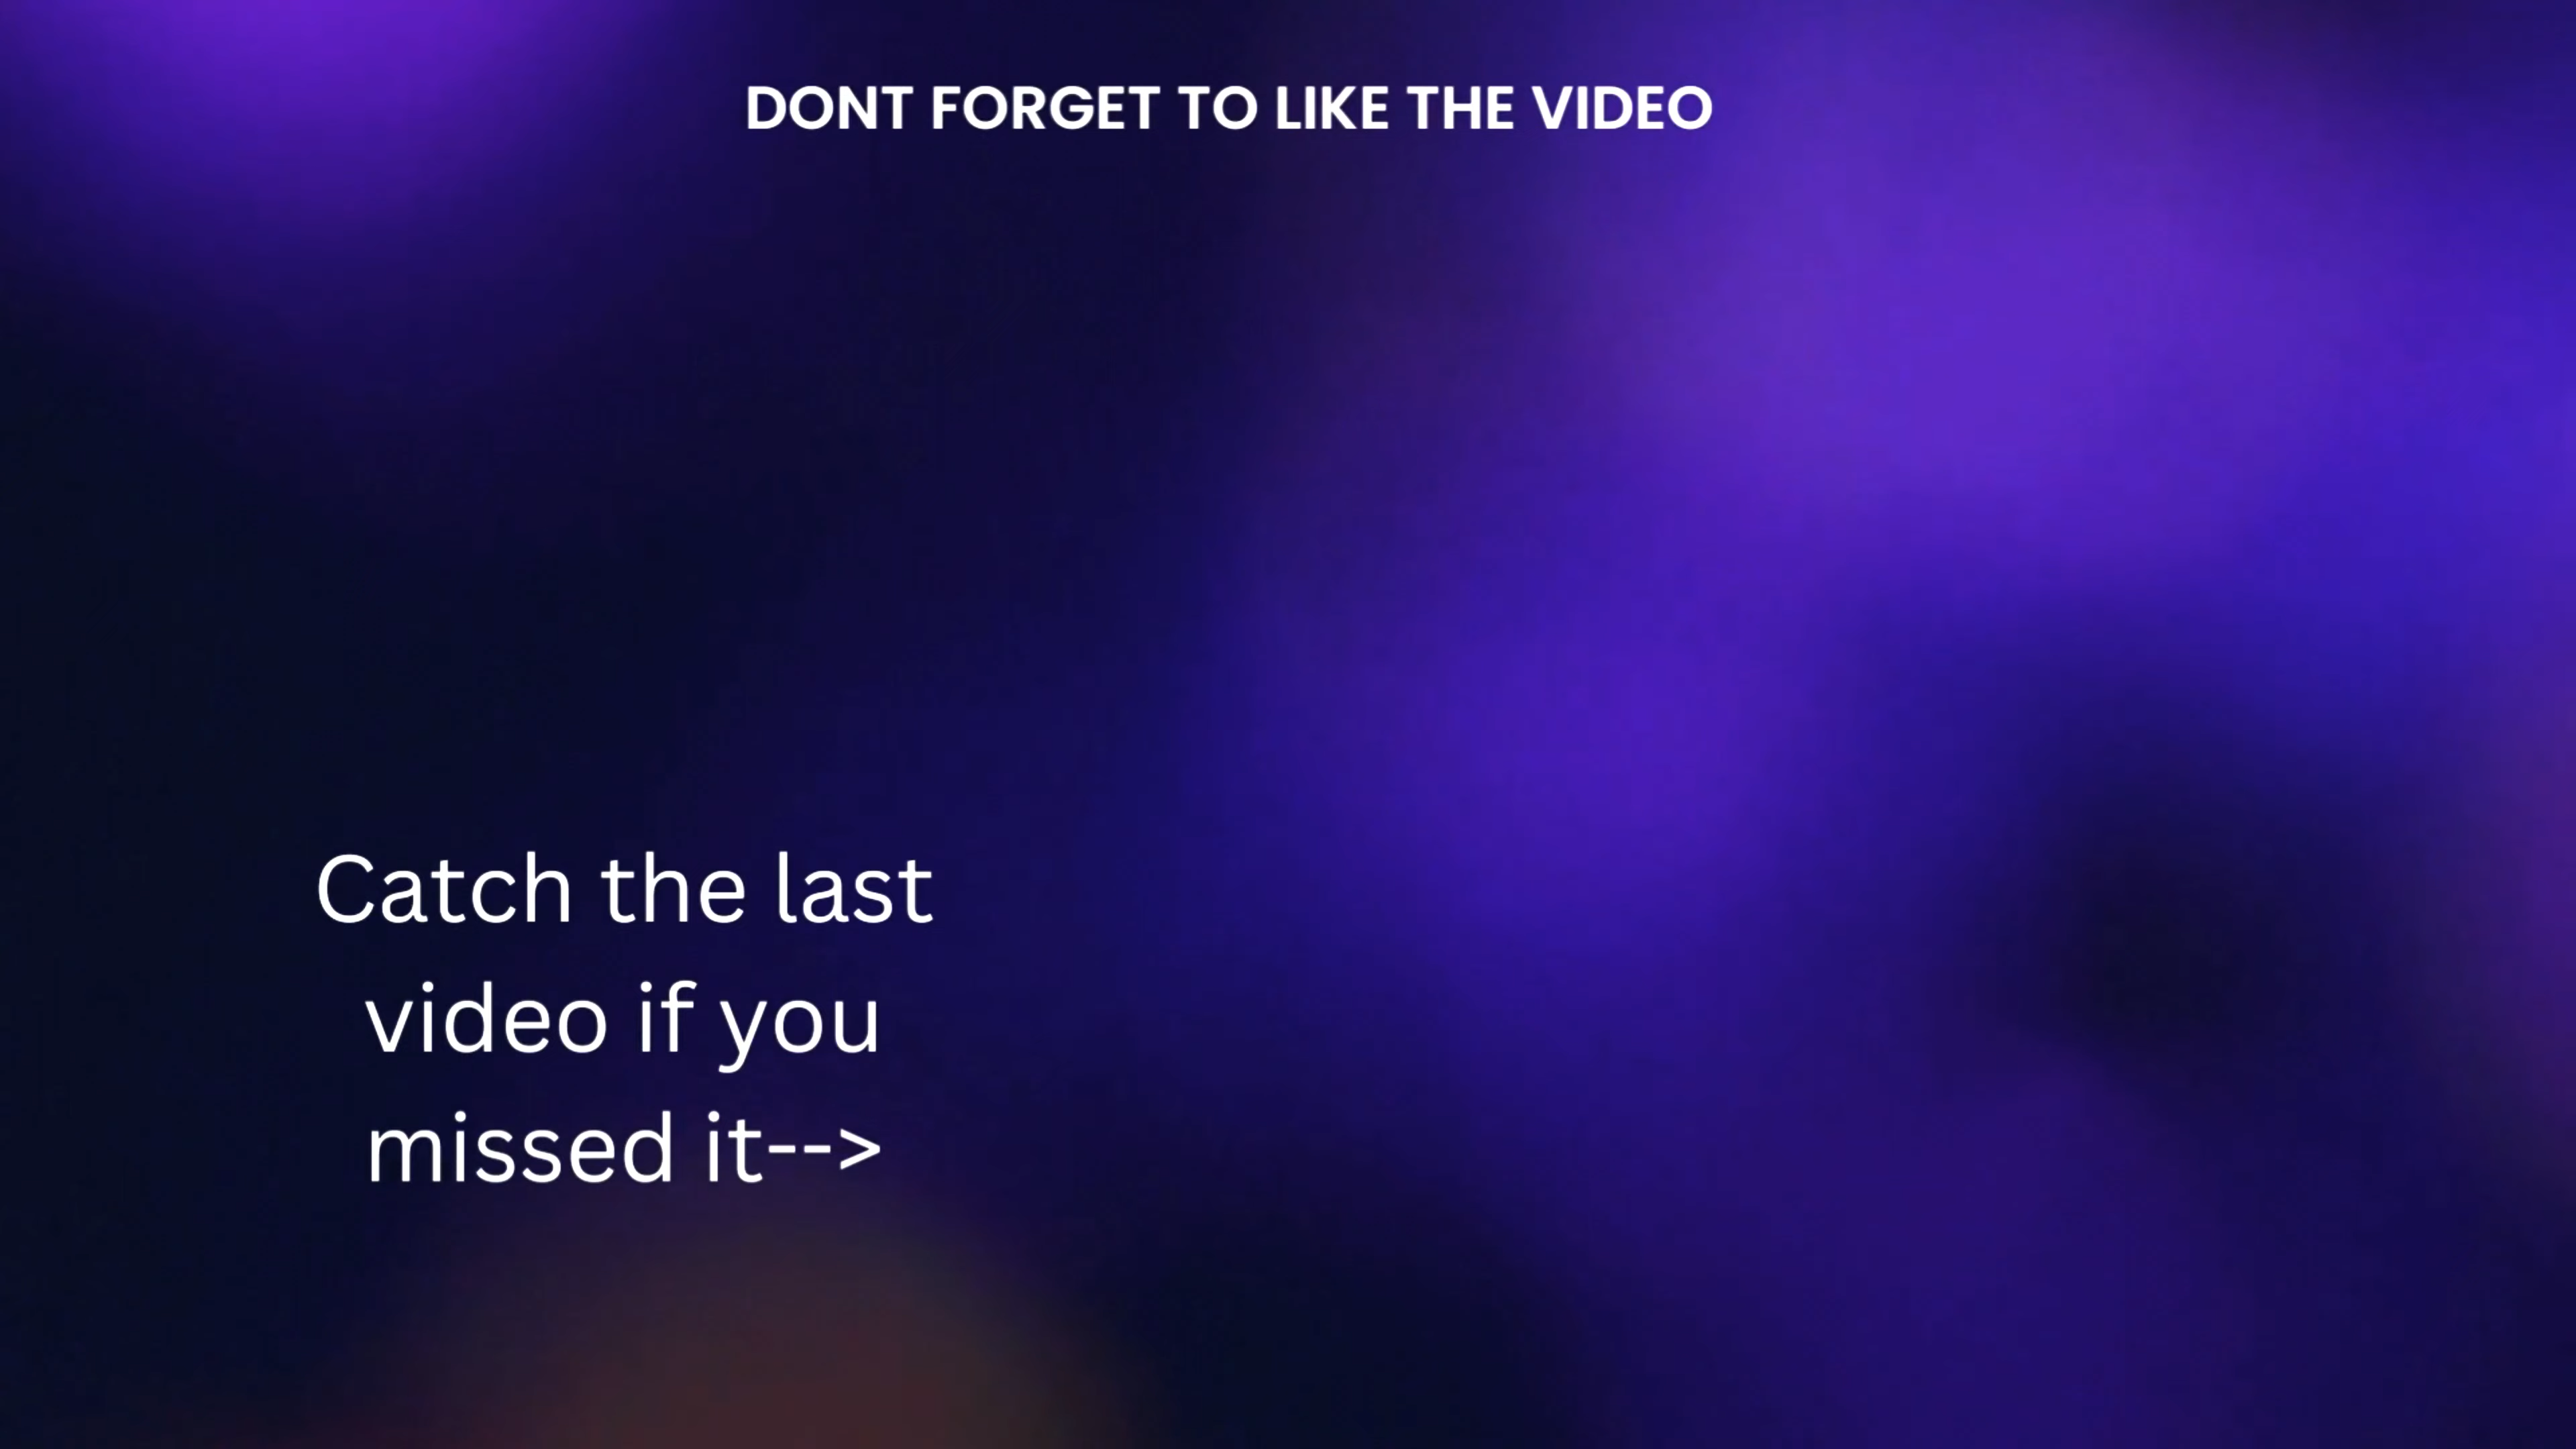 DONT FORGET TO LIKE THE VIDEO
Catch the last
video if you
missed it-->